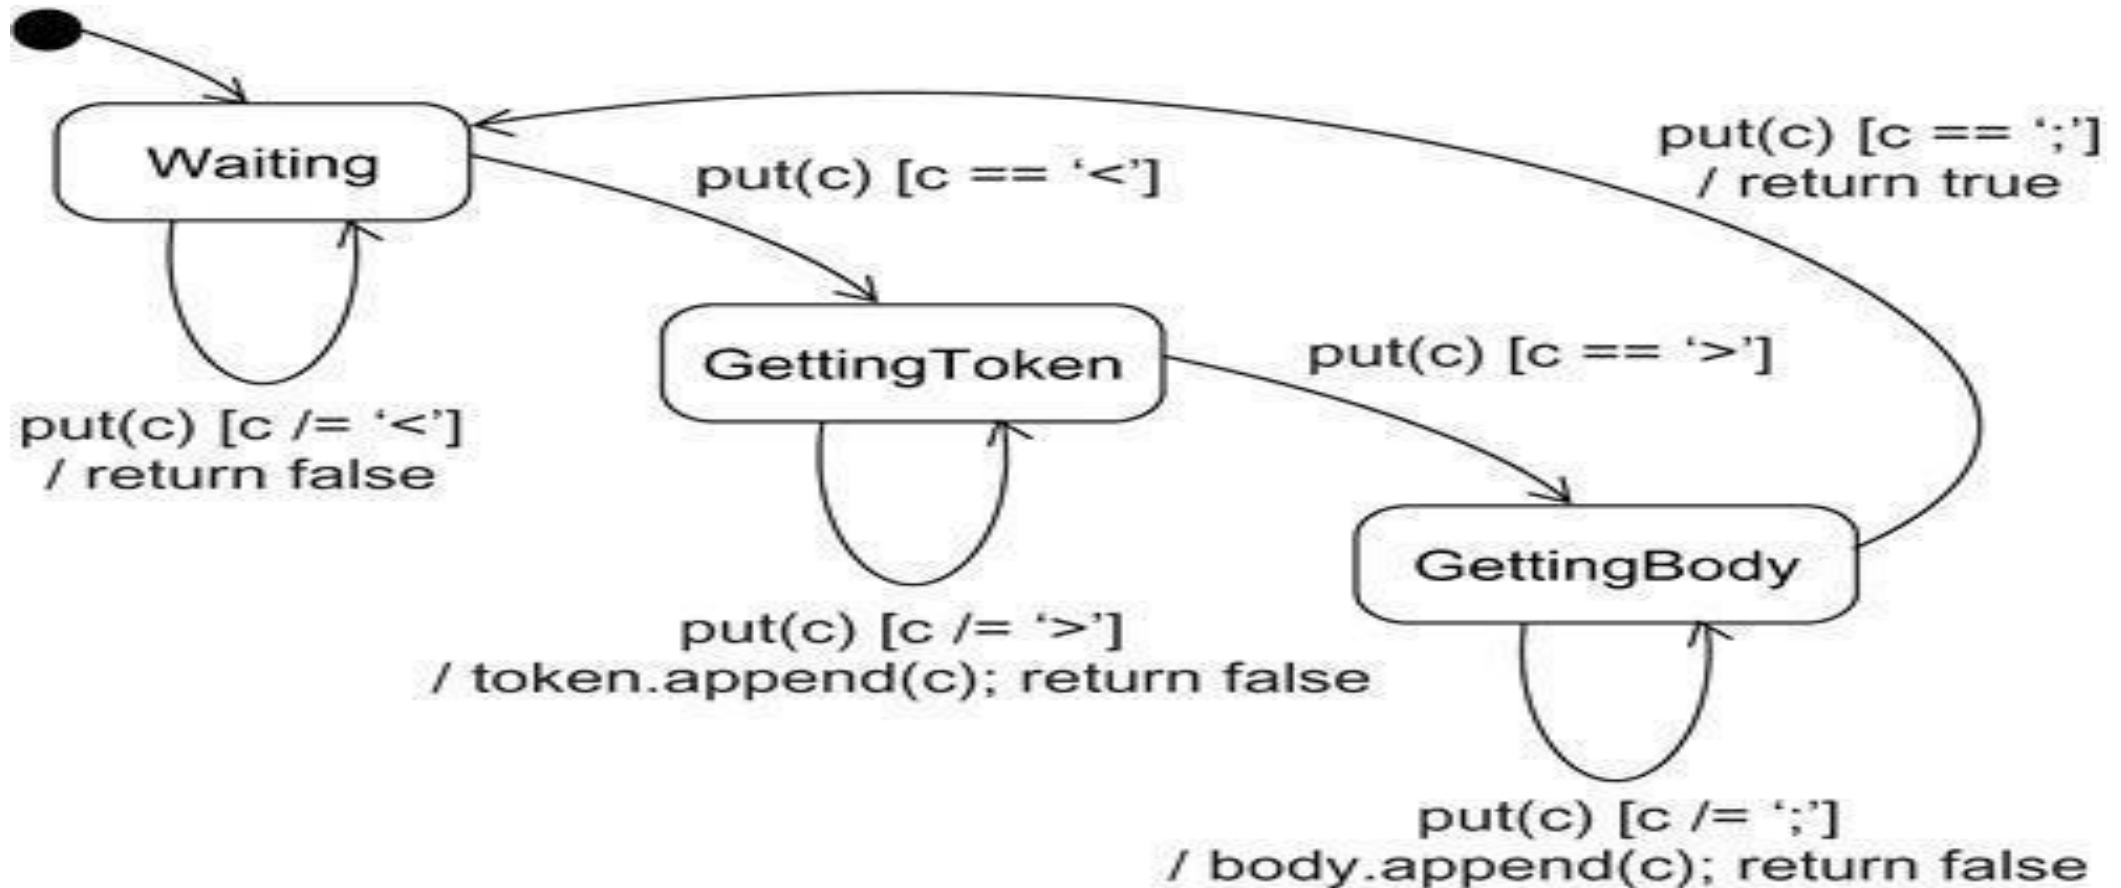 put(c) [c == ‘;’]
/ return true
Waiting
put(c) [c == ‘<’]
GettingToken
put(c) [c == ‘>’]
put(c) [c /= ‘<’]
/ return false
GettingBody
put(c) [c /= ‘>’]
/ token.append(c); return false
put(c) [c /= ‘;’]
/ body.append(c); return false